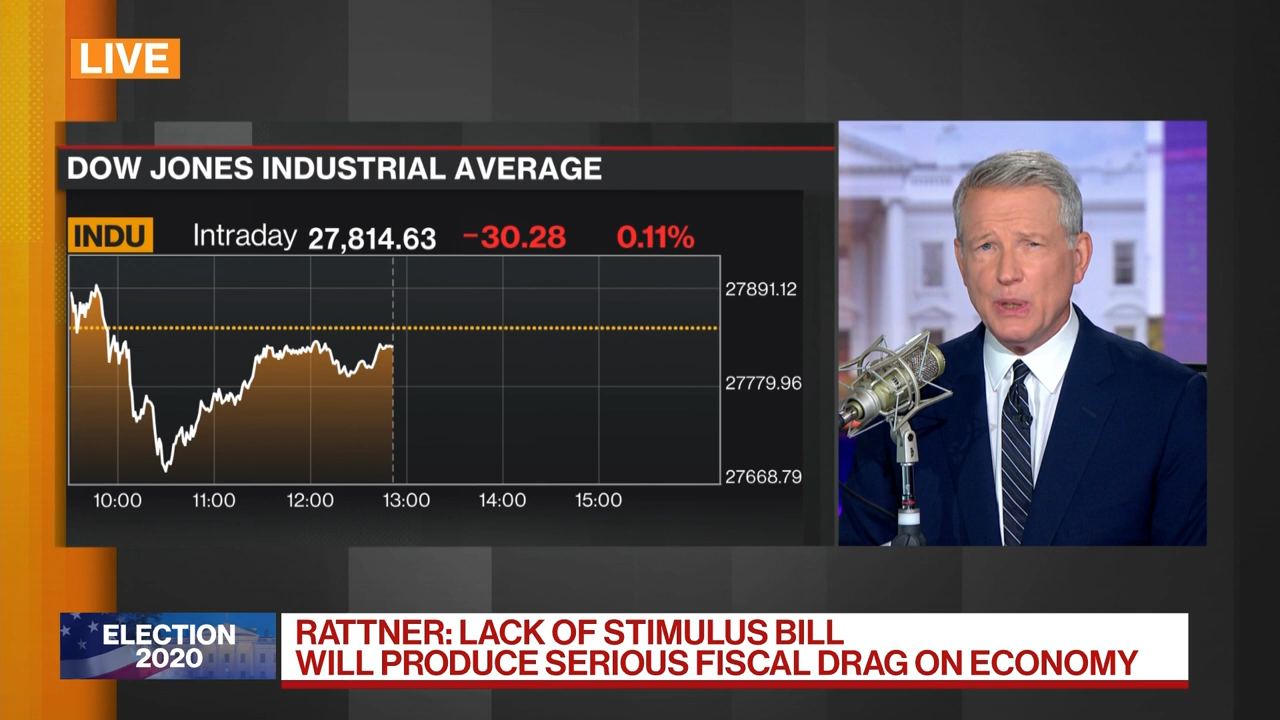 LIVE
DOW JONES INDUSTRIAL AVERAGE
INDU Intraday 27,814.63 -30.28 0.11%
27891.12
27779.96
27668.79
10:00 11:00 12:00 13:00 14:00 15:00
ELECTION
2020
RATTNER: LACK OF STIMULUS BILL
WILL PRODUCE SERIOUS FISCAL DRAG ON ECONOMY